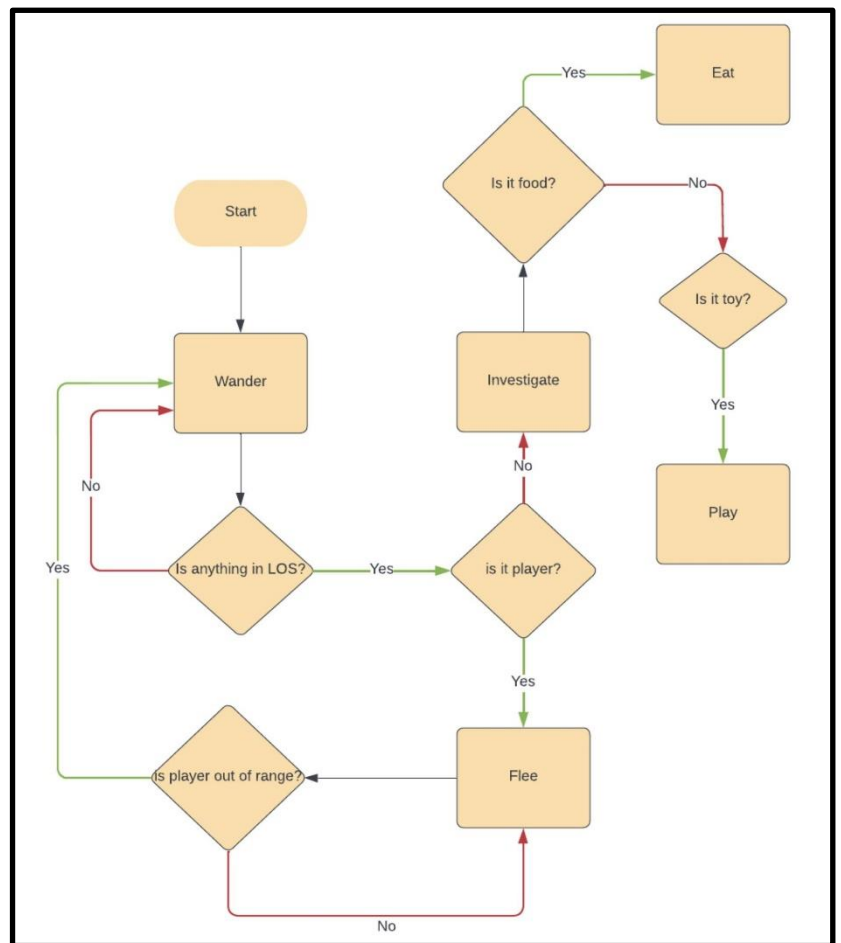 Yes
Eat
Is it food?
No
Start
Is it toy?
Wander
Investigate
Yes
No
No
Play
Is anything in LOS?
Yes
is it player?
Yes
Yes
Is player out of range?
Flee
No